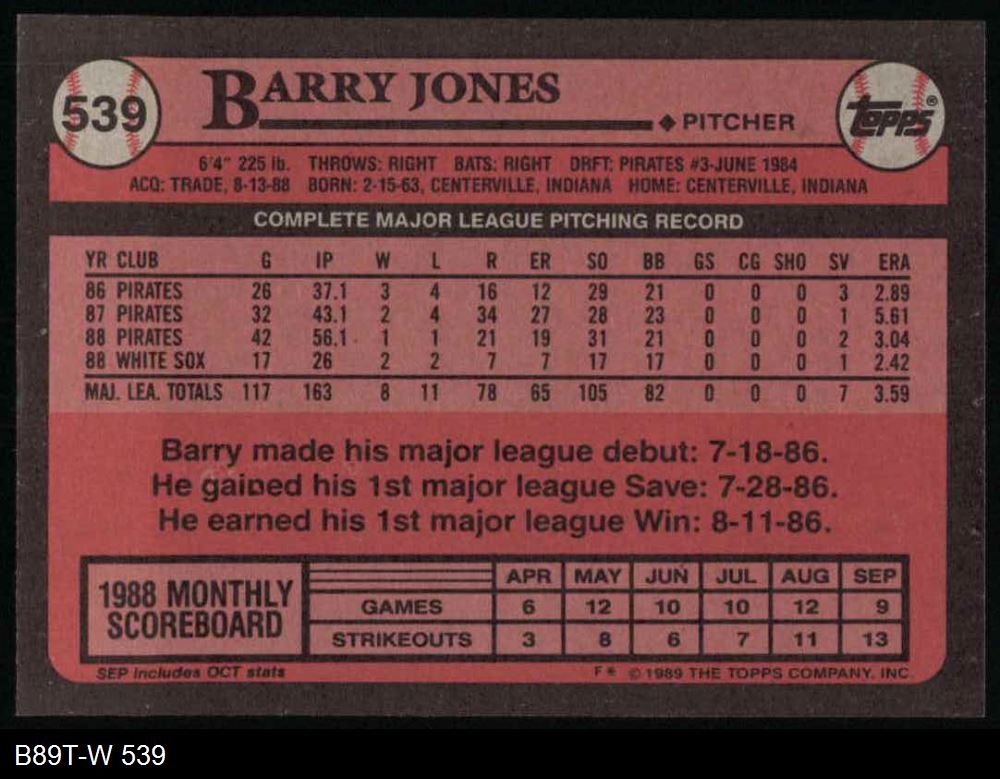 539
BARRY JONES
◆ PITCHER
TOPPS®
6'4" 225 lb. THROWS: RIGHT BATS: RIGHT DRFT: PIRATES #3-JUNE 1984
ACQ: TRADE, 8-13-88 BORN: 2-15-63, CENTERVILLE, INDIANA HOME: CENTERVILLE, INDIANA
COMPLETE MAJOR LEAGUE PITCHING RECORD
YR CLUB G IP W L R ER SO BB GS CG SHO SV ERA
86 PIRATES 26 37.1 3 4 16 12 29 21 0 0 0 3 2.89
87 PIRATES 32 43.1 2 4 34 27 28 23 0 0 0 1 5.61
88 PIRATES 42 56.1 1 1 21 19 31 21 0 0 0 2 3.04
88 WHITE SOX 17 26 2 2 7 7 17 17 0 0 0 1 2.42
MAJ. LEA. TOTALS 117 163 8 11 78 65 105 82 0 0 0 7 3.59
Barry made his major league debut: 7-18-86.
He gained his 1st major league Save: 7-28-86.
He earned his 1st major league Win: 8-11-86.
1988 MONTHLY SCOREBOARD
APR MAY JUN JUL AUG SEP
GAMES 6 12 10 10 12 9
STRIKEOUTS 3 8 6 7 11 13
SEP includes OCT stats
F* © 1989 THE TOPPS COMPANY, INC.
B89T-W 539